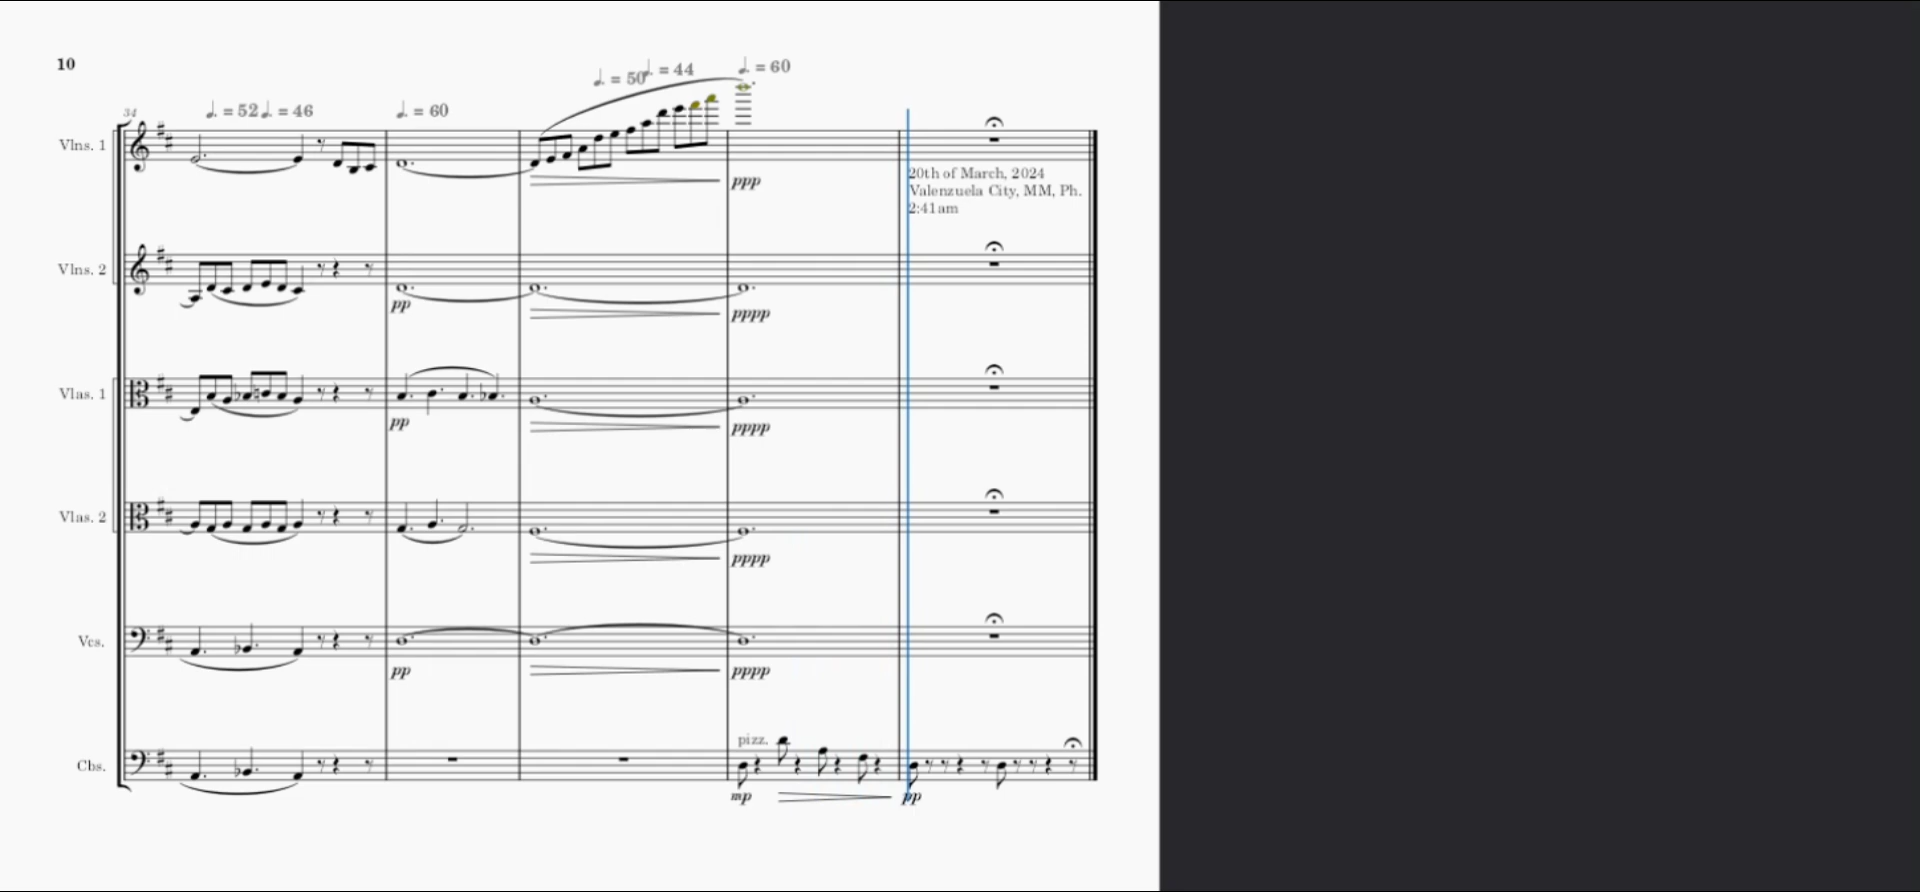 10
34
𝅗𝅥. = 52 𝅗𝅥. = 46
𝅗𝅥. = 60
𝅗𝅥. = 50 𝅗𝅥. = 44
𝅗𝅥. = 60
Vlns. 1
ppp
20th of March, 2024
Valenzuela City, MM, Ph.
2:41am
Vlns. 2
pp
pppp
Vlas. 1
pp
pppp
Vlas. 2
pppp
Vcs.
pp
pppp
pizz.
Cbs.
mp
pp